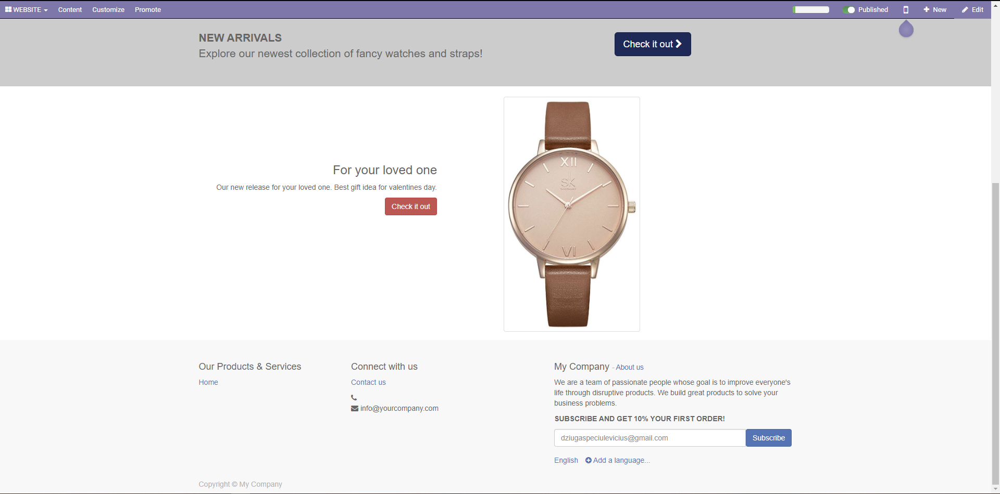 WEBSITE Content Customize Promote Published New Edit
NEW ARRIVALS
Explore our newest collection of fancy watches and straps!
Check it out
XII
SK
VI
For your loved one
Our new release for your loved one. Best gift idea for valentines day.
Check it out
Our Products & Services
Home
Connect with us
Contact us
info@yourcompany.com
My Company - About us
We are a team of passionate people whose goal is to improve everyone's
life through disruptive products. We build great products to solve your
business problems.
SUBSCRIBE AND GET 10% YOUR FIRST ORDER!
dziugaspeciulevicius@gmail.com Subscribe
English Add a language...
Copyright © My Company